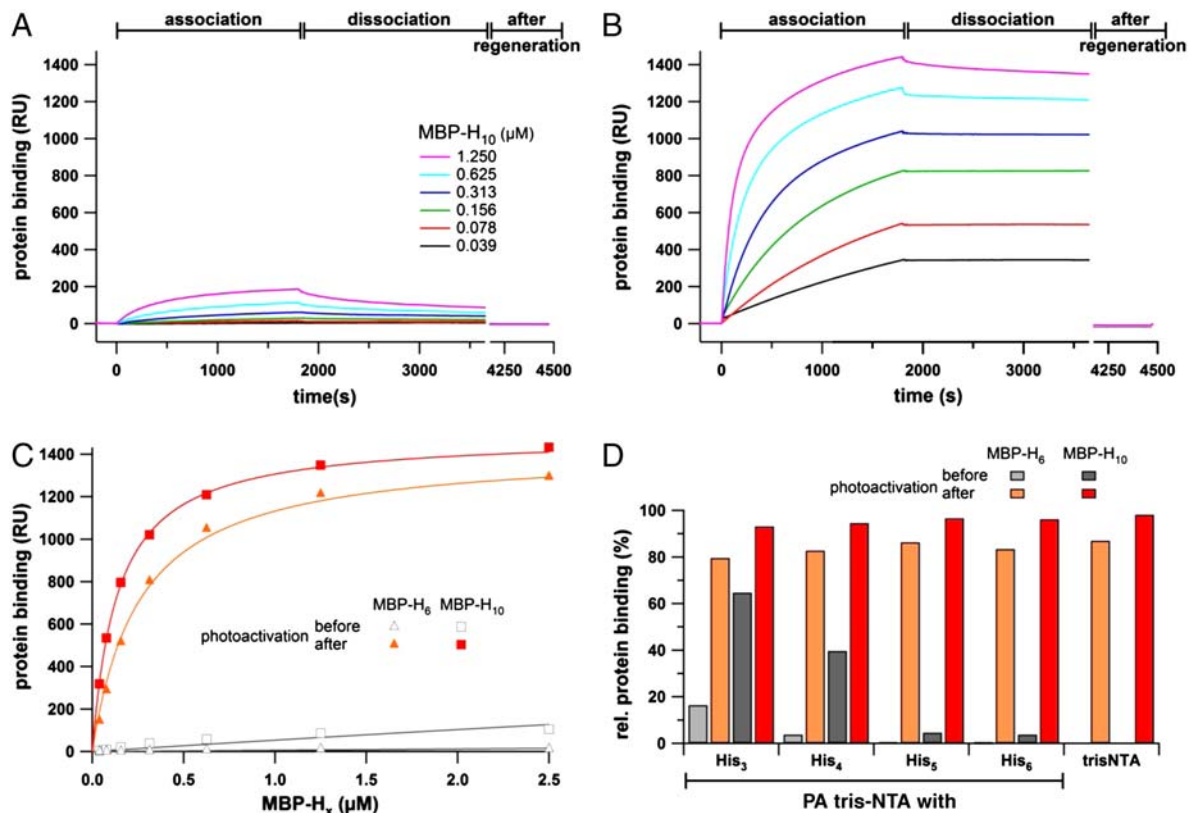 A
association
dissociation
after
regeneration
protein binding (RU)
1400
1200
1000
800
600
400
200
0
MBP-H10 (µM)
1.250
0.625
0.313
0.156
0.078
0.039
0
1000
2000
3000
4250
4500
time(s)
B
association
dissociation
after
regeneration
protein binding (RU)
1400
1200
1000
800
600
400
200
0
0
1000
2000
3000
4250
4500
time (s)
C
protein binding (RU)
1400
1200
1000
800
600
400
200
0
MBP-H6 MBP-H10
photoactivation before
after
0.0
0.5
1.0
1.5
2.0
2.5
MBP-Hx (µM)
D
MBP-H6 MBP-H10
photoactivation before
after
rel. protein binding (%)
100
80
60
40
20
0
His3
His4
His5
His6
trisNTA
PA tris-NTA with